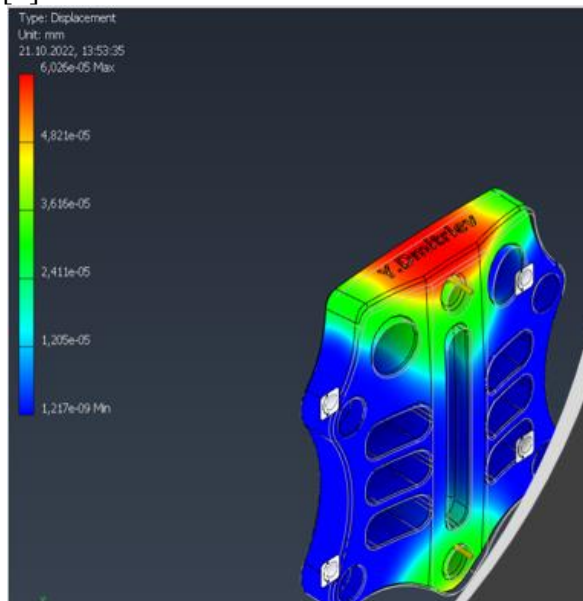 Type: Displacement
Unit: mm
21.10.2022, 13:53:35
6,026e-05 Max
4,821e-05
3,616e-05
2,411e-05
1,205e-05
1,217e-09 Min
Y.Dmitriev